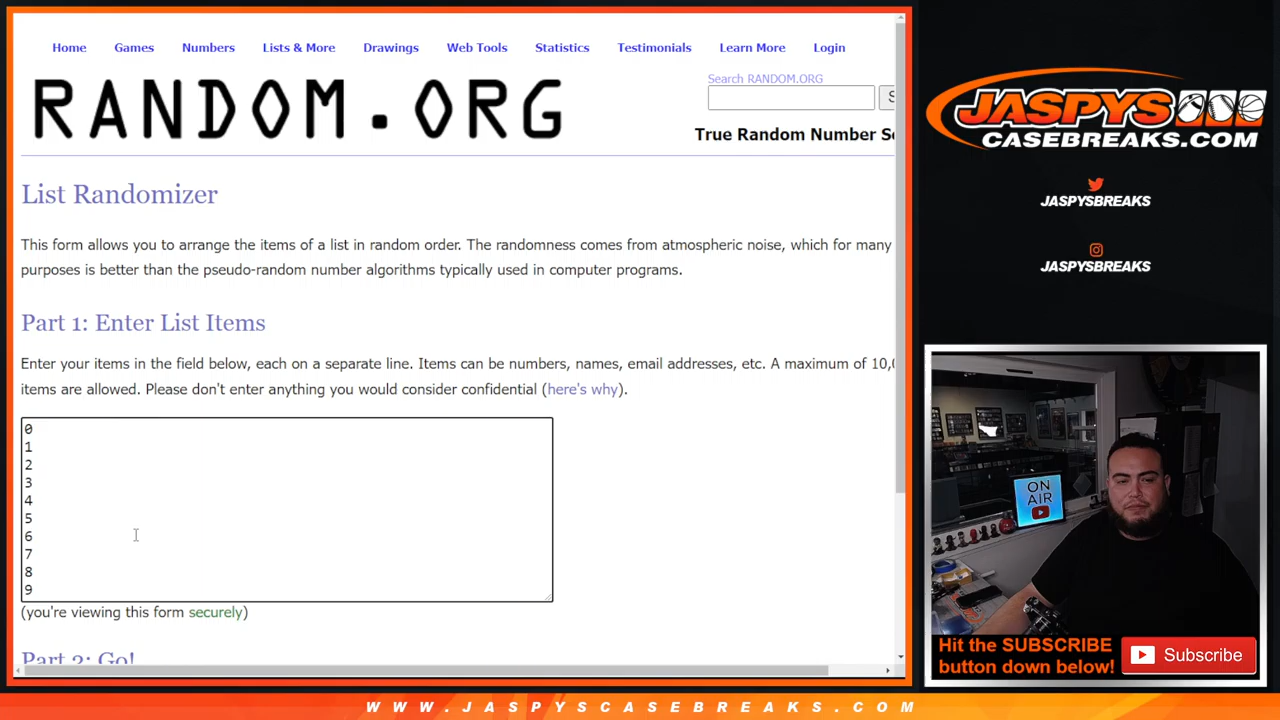 Home Games Numbers Lists & More Drawings Web Tools Statistics Testimonials Learn More Login
RANDOM.ORG
Search RANDOM.ORG
True Random Number
List Randomizer
This form allows you to arrange the items of a list in random order. The randomness comes from atmospheric noise, which for many
purposes is better than the pseudo-random number algorithms typically used in computer programs.
Part 1: Enter List Items
Enter your items in the field below, each on a separate line. Items can be numbers, names, email addresses, etc. A maximum of 10,0
items are allowed. Please don't enter anything you would consider confidential (here's why).
0
1
2
3
4
5
6
7
8
9
(you're viewing this form securely)
Part 2: Go!
JASPYS
CASEBREAKS.COM
JASPYSBREAKS
JASPYSBREAKS
ON
AIR
Hit the SUBSCRIBE
button down below!
Subscribe
WWW.JASPYSCASEBREAKS.COM